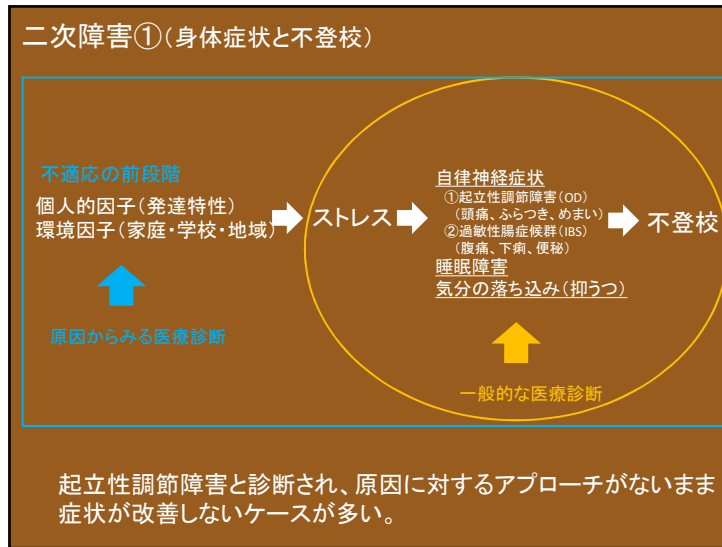 二次障害①(身体症状と不登校)
不適応の前段階
個人的因子(発達特性)
環境因子(家庭・学校・地域)
原因からみる医療診断
ストレス
自律神経症状
①起立性調節障害(OD)
(頭痛、ふらつき、めまい)
②過敏性腸症候群(IBS)
(腹痛、下痢、便秘)
睡眠障害
気分の落ち込み(抑うつ)
不登校
一般的な医療診断
起立性調節障害と診断され、原因に対するアプローチがないまま
症状が改善しないケースが多い。